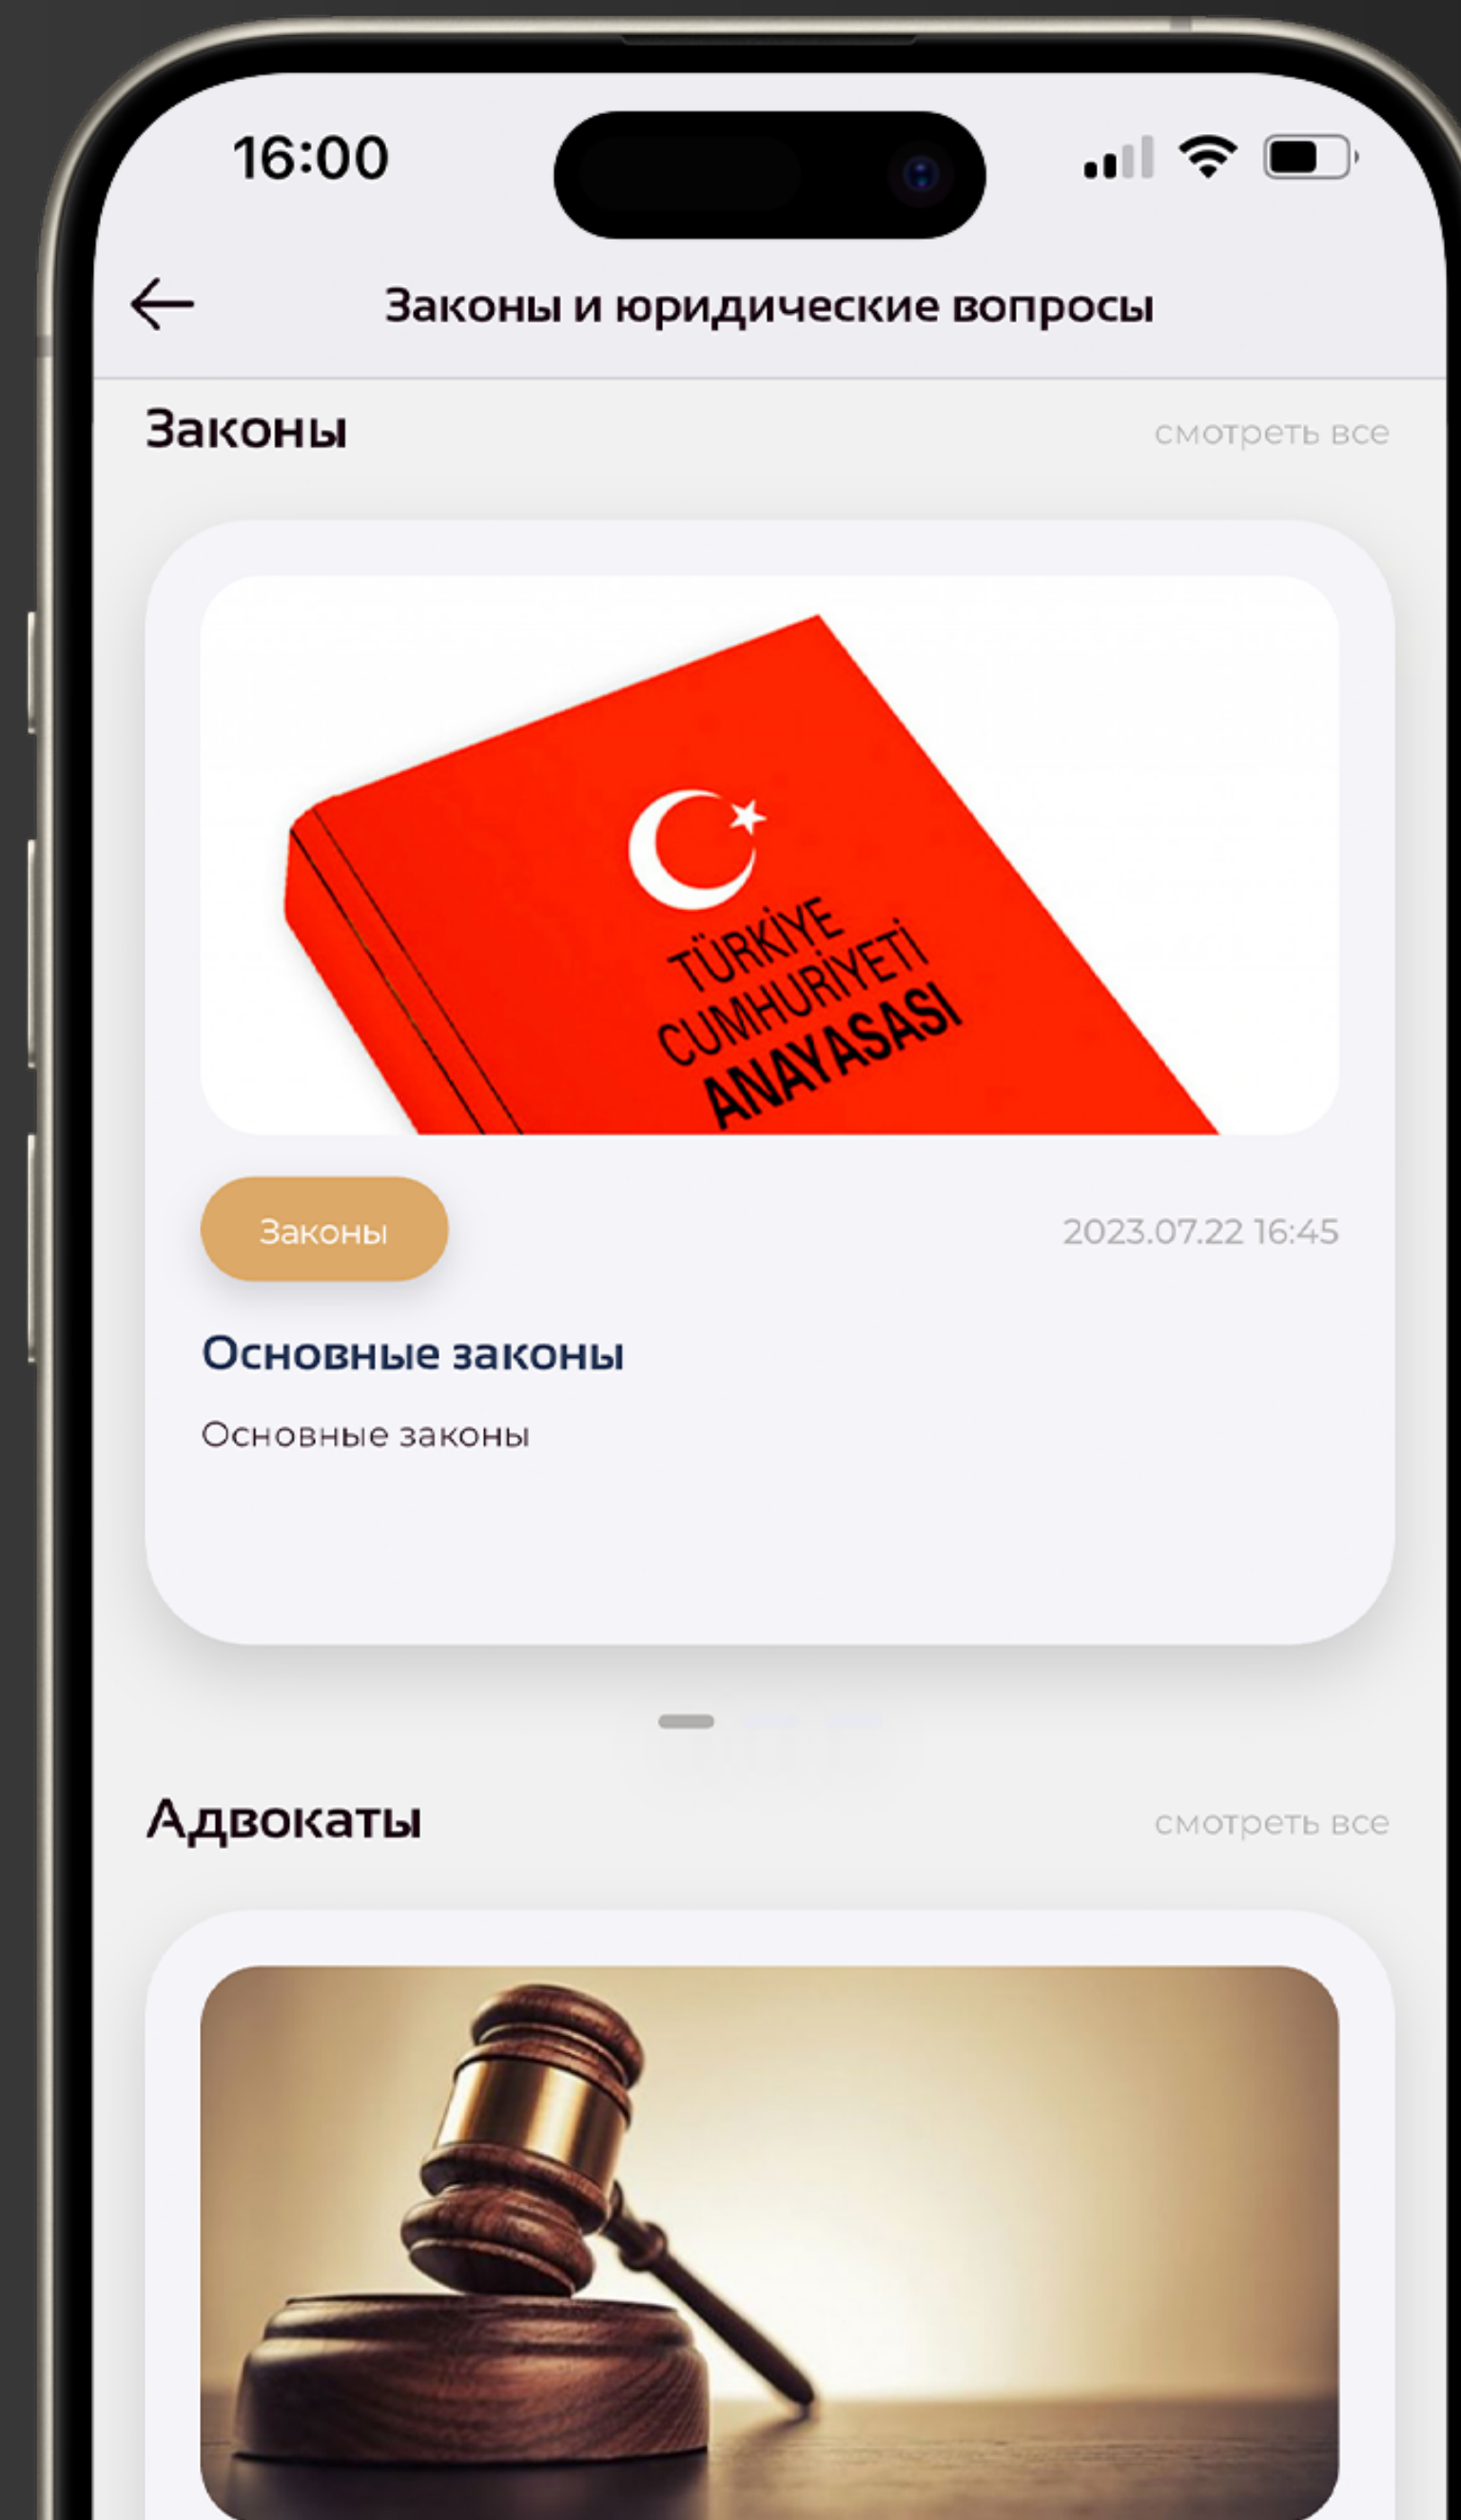 16:00
Законы и юридические вопросы
Законы
смотреть все
TÜRKİYE
CUMHURİYETİ
ANAYASASI
Законы
2023.07.22 16:45
Основные законы
Основные законы
Адвокаты
смотреть все